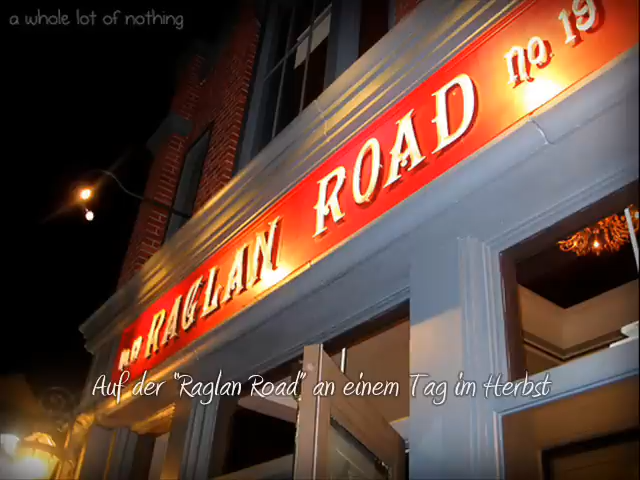 a whole lot of nothing
RAGLAN ROAD no 19
Auf der "Raglan Road" an einem Tag im Herbst